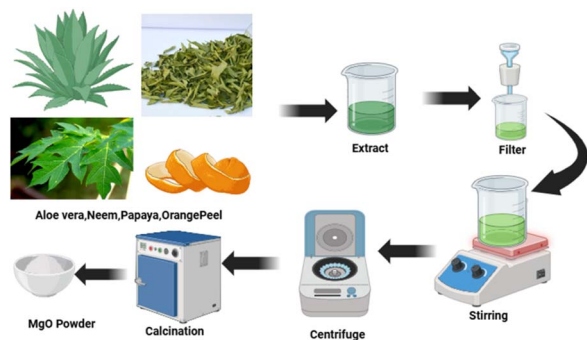 Extract
Filter
Aloe vera,Neem,Papaya,OrangePeel
MgO Powder
Calcination
Centrifuge
Stirring